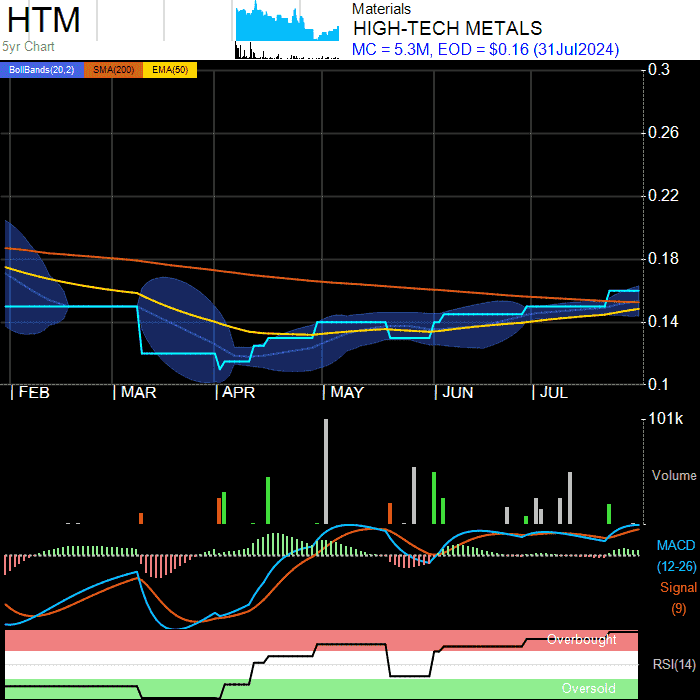 HTM
5yr Chart
Materials
HIGH-TECH METALS
MC = 5.3M, EOD = $0.16 (31Jul2024)
BollBands(20,2) SMA(200) EMA(50)
0.3
0.26
0.22
0.18
0.14
0.1
FEB MAR APR MAY JUN JUL
101k
Volume
MACD
(12-26)
Signal
(9)
Overbought
RSI(14)
Oversold